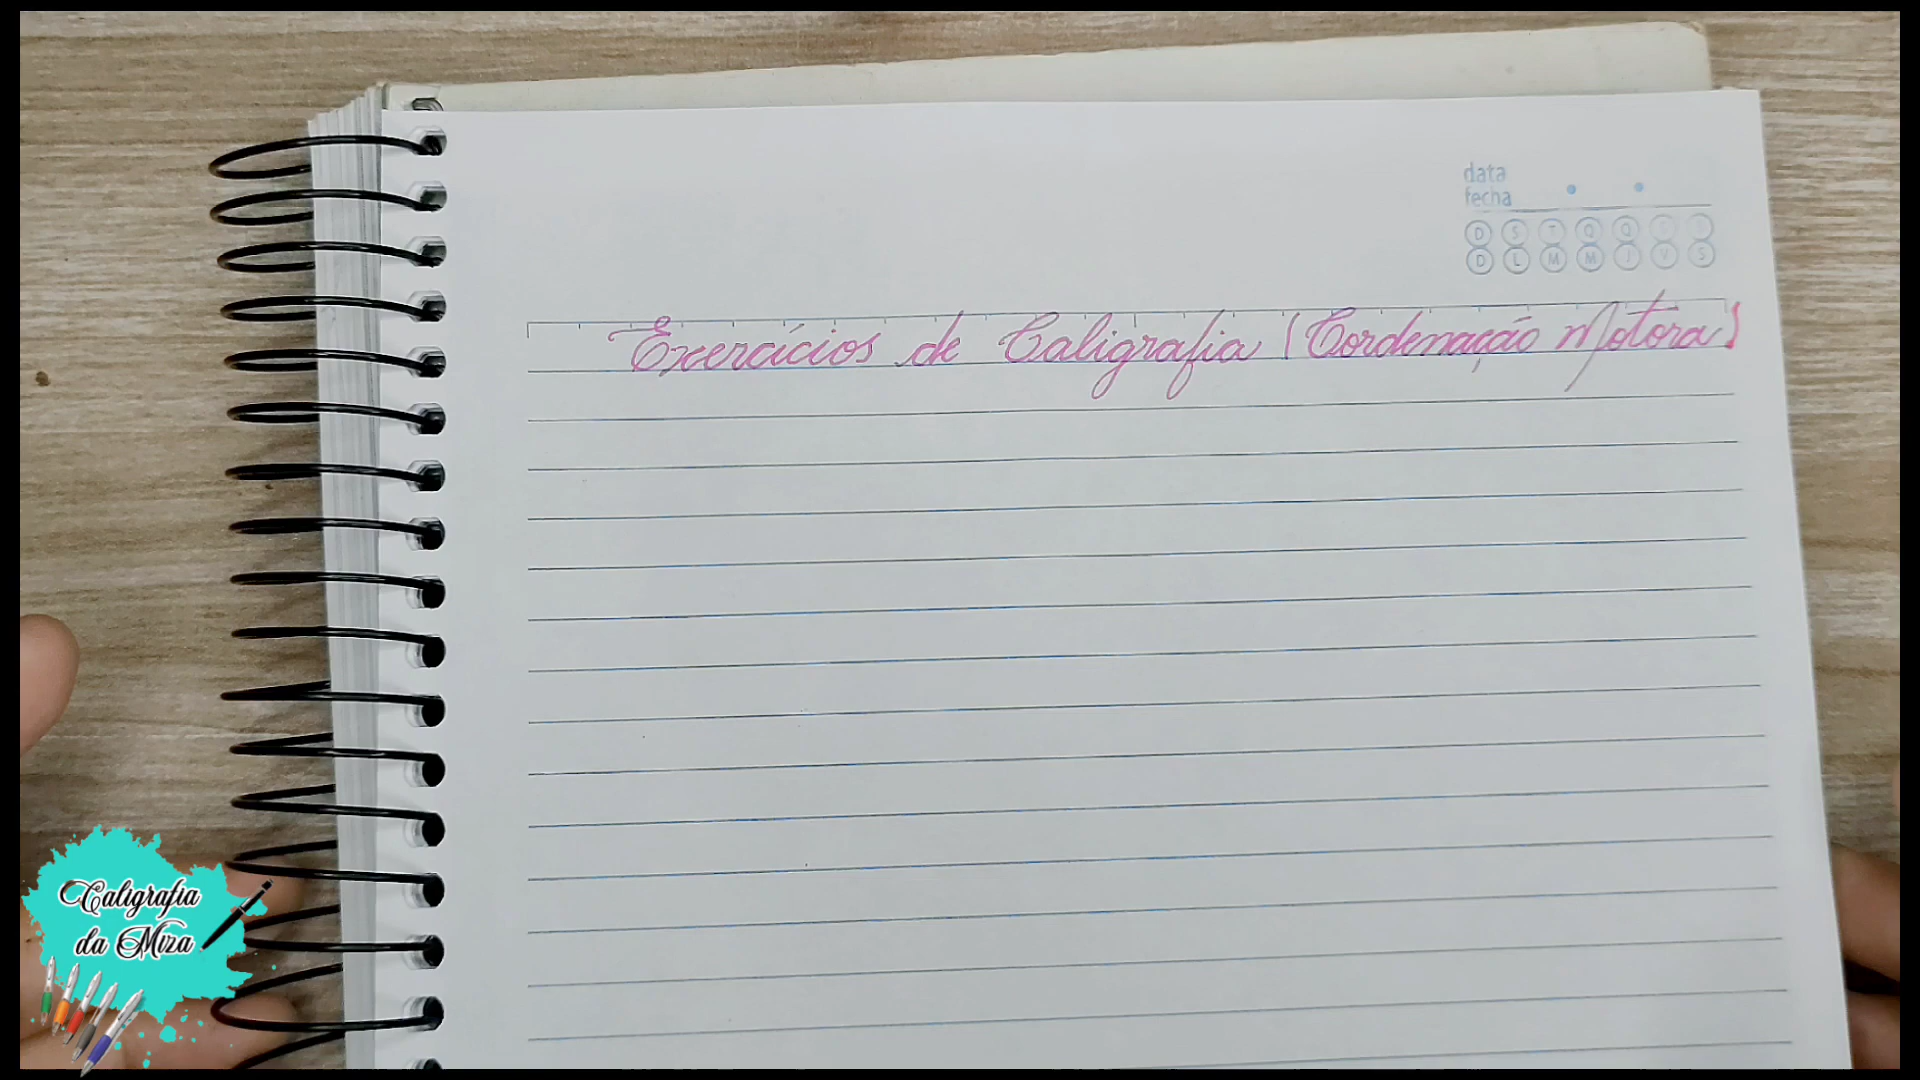 data
fecha
D S T Q Q S S
D L M M J V S
Exercícios de Caligrafia (Cordenação Motora)
Caligrafia
da Miza